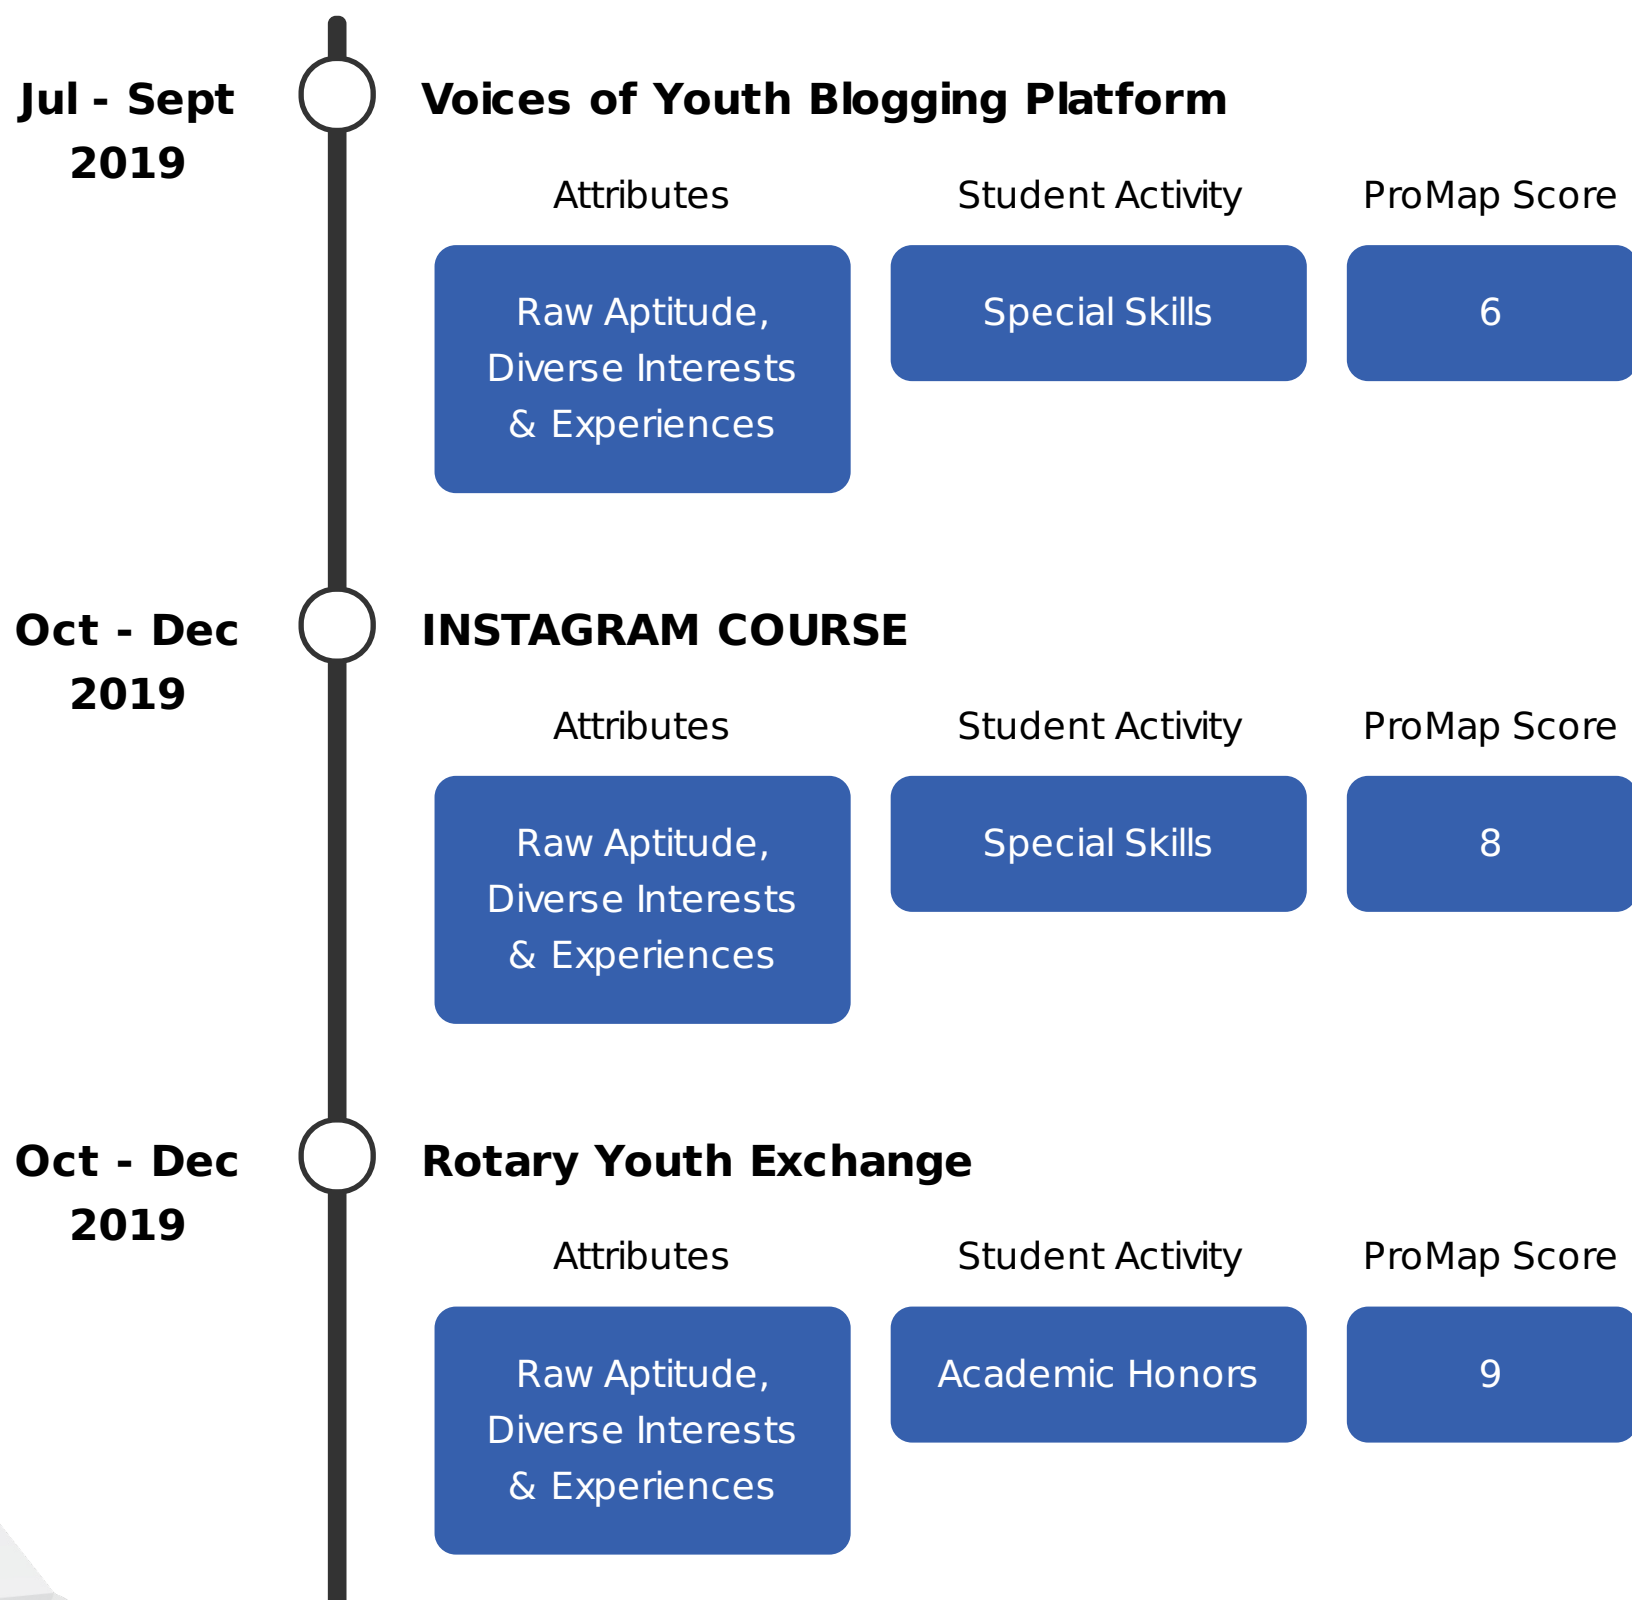 Jul - Sept
2019
Voices of Youth Blogging Platform
Attributes Student Activity ProMap Score
Raw Aptitude,
Diverse Interests
& Experiences
Special Skills
6
Oct - Dec
2019
INSTAGRAM COURSE
Attributes Student Activity ProMap Score
Raw Aptitude,
Diverse Interests
& Experiences
Special Skills
8
Oct - Dec
2019
Rotary Youth Exchange
Attributes Student Activity ProMap Score
Raw Aptitude,
Diverse Interests
& Experiences
Academic Honors
9